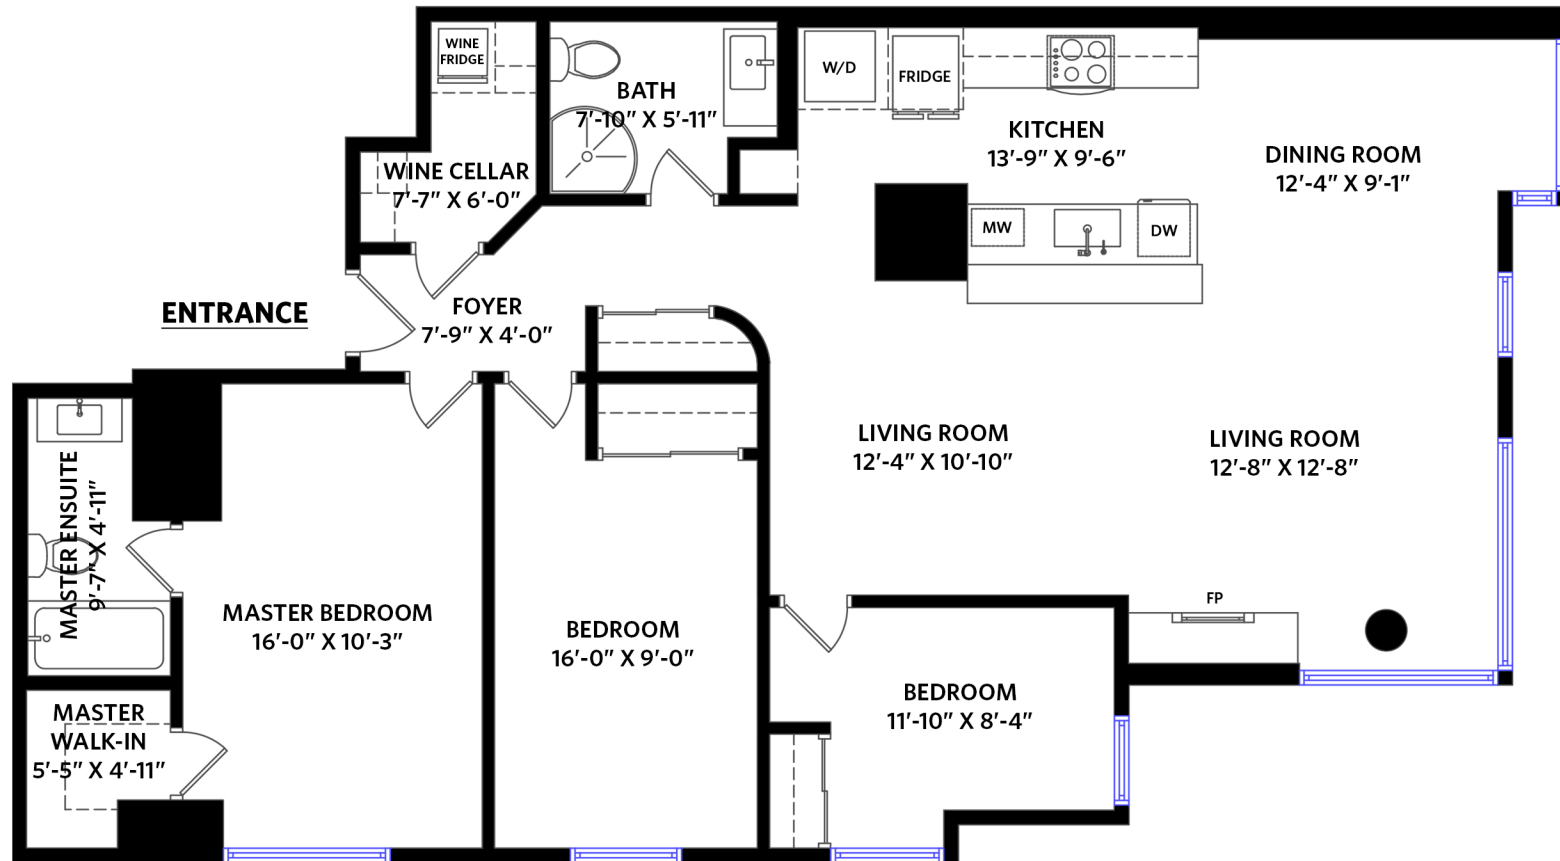 WINE
FRIDGE
BATH
7'-10" X 5'-11"
W/D
FRIDGE
KITCHEN
13'-9" X 9'-6"
DINING ROOM
12'-4" X 9'-1"
WINE CELLAR
7'-7" X 6'-0"
MW
DW
ENTRANCE
FOYER
7'-9" X 4'-0"
LIVING ROOM
12'-4" X 10'-10"
LIVING ROOM
12'-8" X 12'-8"
MASTER ENSUITE
9'-7" X 4'-11"
MASTER BEDROOM
16'-0" X 10'-3"
BEDROOM
16'-0" X 9'-0"
FP
BEDROOM
11'-10" X 8'-4"
MASTER
WALK-IN
5'-5" X 4'-11"